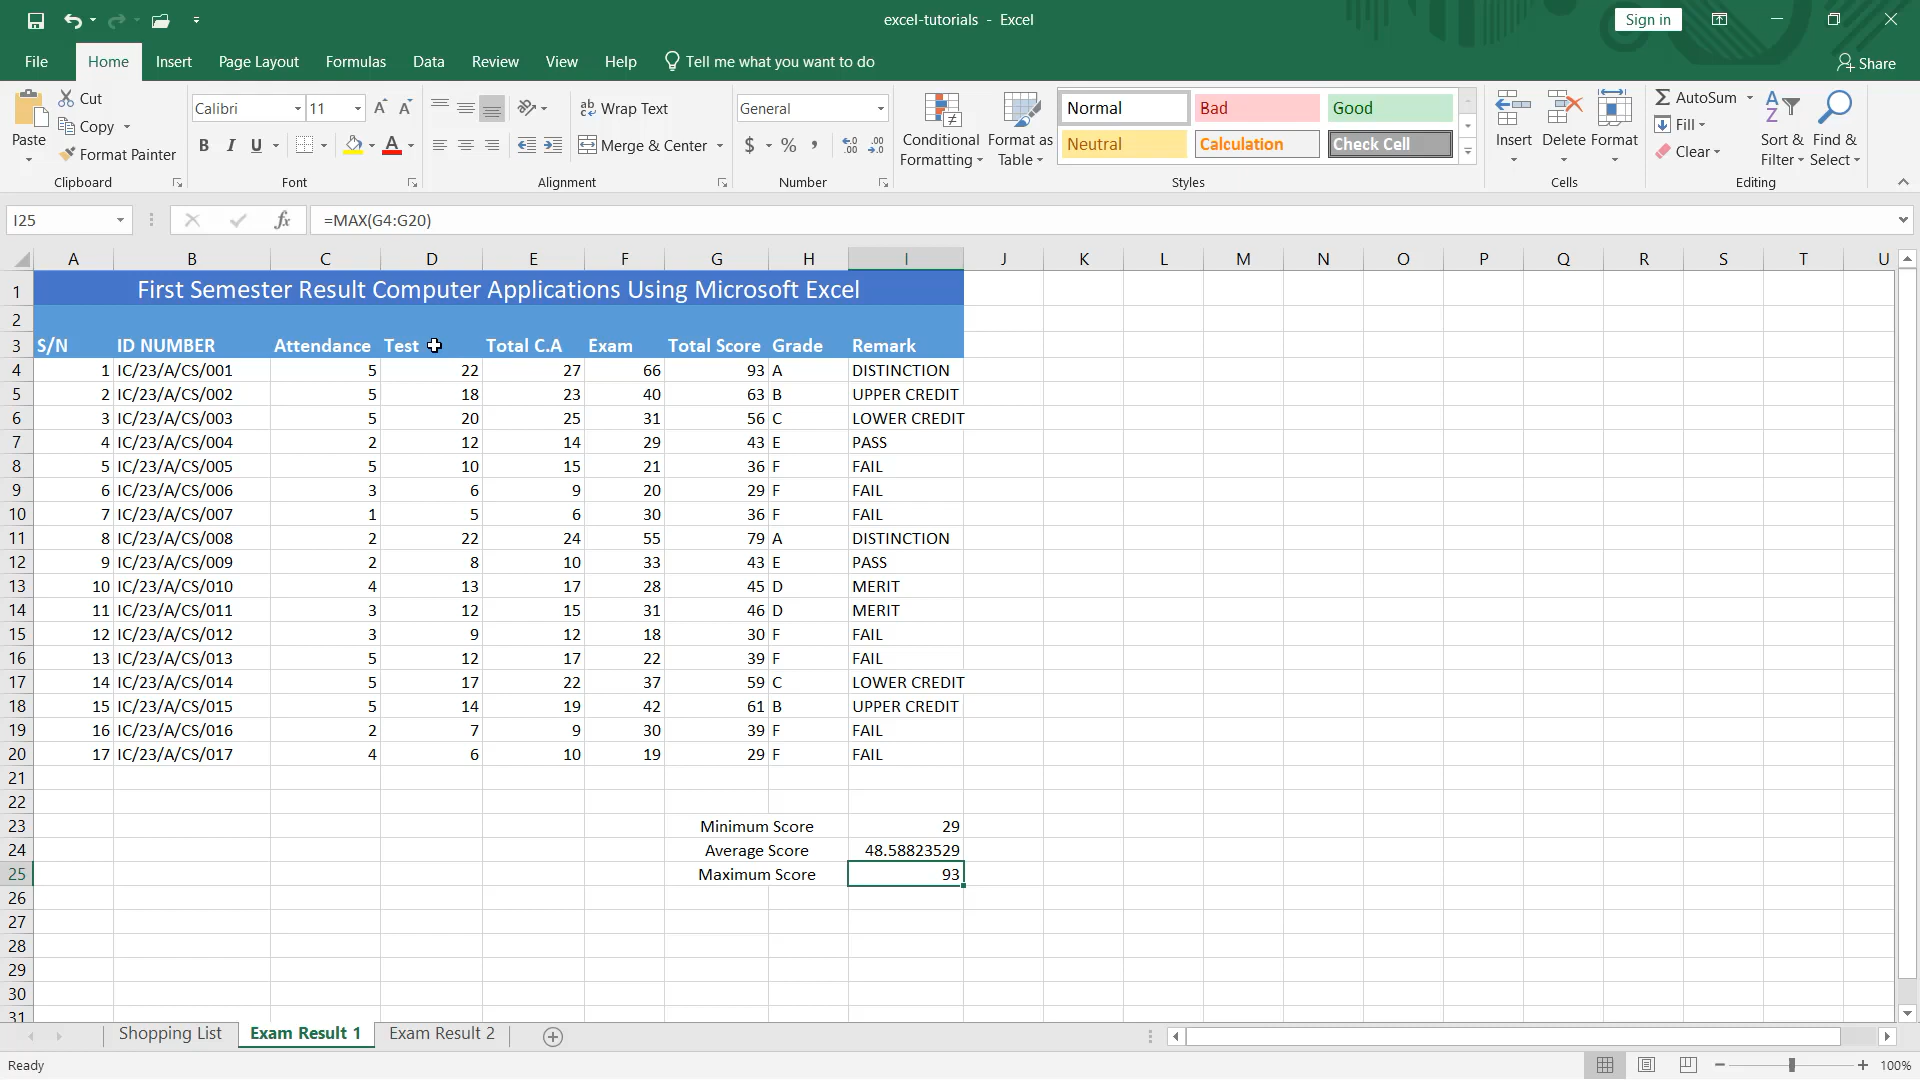 excel-tutorials - Excel
Sign in
File Home Insert Page Layout Formulas Data Review View Help Tell me what you want to do Share
Paste Cut Copy Format Painter Clipboard
Calibri 11 A A B I U A Font
ab Wrap Text Merge & Center Alignment
General $ % , Number
Conditional Formatting Format as Table Normal Bad Good Neutral Calculation Check Cell Styles
Insert Delete Format Cells
AutoSum Fill Clear Sort & Filter Find & Select Editing
I25 fx =MAX(G4:G20)
A B C D E F G H I J K L M N O P Q R S T U
1 First Semester Result Computer Applications Using Microsoft Excel
2
3 S/N ID NUMBER Attendance Test Total C.A Exam Total Score Grade Remark
4 1 IC/23/A/CS/001 5 22 27 66 93 A DISTINCTION
5 2 IC/23/A/CS/002 5 18 23 40 63 B UPPER CREDIT
6 3 IC/23/A/CS/003 5 20 25 31 56 C LOWER CREDIT
7 4 IC/23/A/CS/004 2 12 14 29 43 E PASS
8 5 IC/23/A/CS/005 5 10 15 21 36 F FAIL
9 6 IC/23/A/CS/006 3 6 9 20 29 F FAIL
10 7 IC/23/A/CS/007 1 5 6 30 36 F FAIL
11 8 IC/23/A/CS/008 2 22 24 55 79 A DISTINCTION
12 9 IC/23/A/CS/009 2 8 10 33 43 E PASS
13 10 IC/23/A/CS/010 4 13 17 28 45 D MERIT
14 11 IC/23/A/CS/011 3 12 15 31 46 D MERIT
15 12 IC/23/A/CS/012 3 9 12 18 30 F FAIL
16 13 IC/23/A/CS/013 5 12 17 22 39 F FAIL
17 14 IC/23/A/CS/014 5 17 22 37 59 C LOWER CREDIT
18 15 IC/23/A/CS/015 5 14 19 42 61 B UPPER CREDIT
19 16 IC/23/A/CS/016 2 7 9 30 39 F FAIL
20 17 IC/23/A/CS/017 4 6 10 19 29 F FAIL
21
22
23 Minimum Score 29
24 Average Score 48.58823529
25 Maximum Score 93
26
27
28
29
30
31
Shopping List Exam Result 1 Exam Result 2
Ready 100%